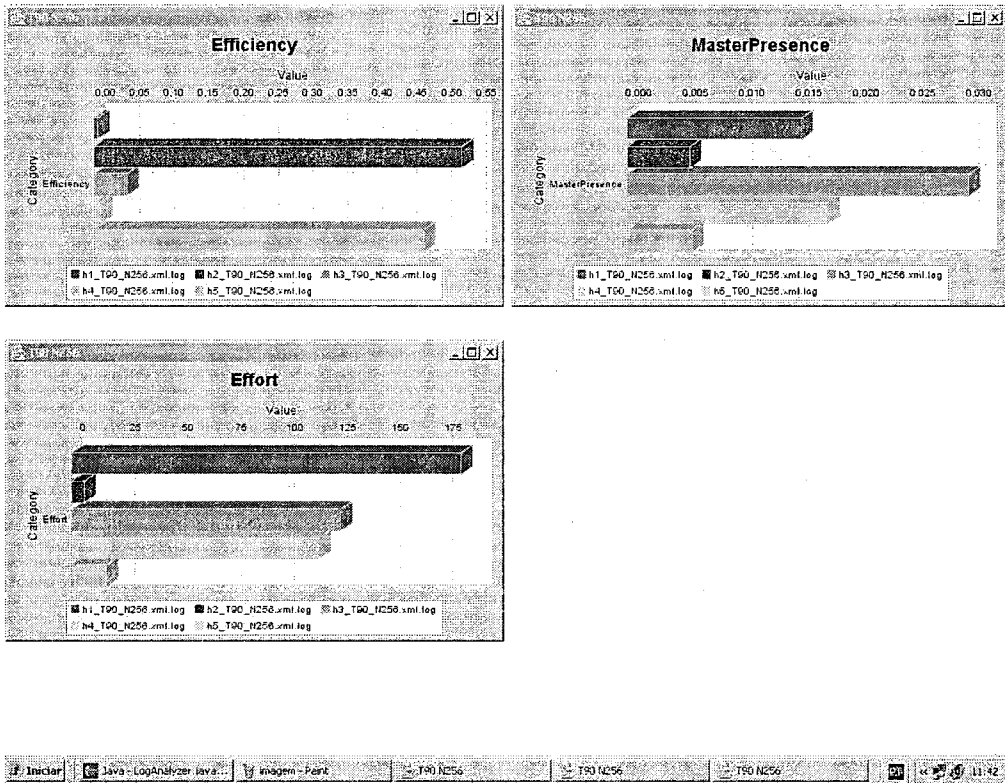 T90 N256
Efficiency
Value
0.00 0.05 0.10 0.15 0.20 0.25 0.30 0.35 0.40 0.45 0.50 0.55
Category
Efficiency
h1_T90_N256.xml.log h2_T90_N256.xml.log h3_T90_N256.xml.log
h4_T90_N256.xml.log h5_T90_N256.xml.log
T90 N256
MasterPresence
Value
0.000 0.005 0.010 0.015 0.020 0.025 0.030
Category
MasterPresence
h1_T90_N256.xml.log h2_T90_N256.xml.log h3_T90_N256.xml.log
h4_T90_N256.xml.log h5_T90_N256.xml.log
T90 N256
Effort
Value
0 25 50 75 100 125 150 175
Category
Effort
h1_T90_N256.xml.log h2_T90_N256.xml.log h3_T90_N256.xml.log
h4_T90_N256.xml.log h5_T90_N256.xml.log
Iniciar Java - LogAnalyzer.java... imagem - Paint T90 N256 T90 N256 T90 N256 PT